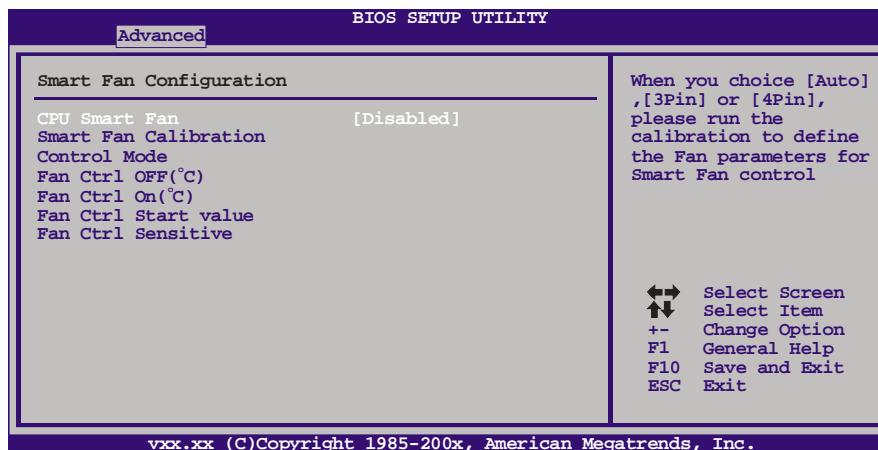 BIOS SETUP UTILITY
Advanced
Smart Fan Configuration
CPU Smart Fan [Disabled]
Smart Fan Calibration
Control Mode
Fan Ctrl OFF(°C)
Fan Ctrl On(°C)
Fan Ctrl Start value
Fan Ctrl Sensitive
When you choice [Auto]
,[3Pin] or [4Pin],
please run the
calibration to define
the Fan parameters for
Smart Fan control
Select Screen
Select Item
+- Change Option
F1 General Help
F10 Save and Exit
ESC Exit
vxx.xx (C)Copyright 1985-200x, American Megatrends, Inc.